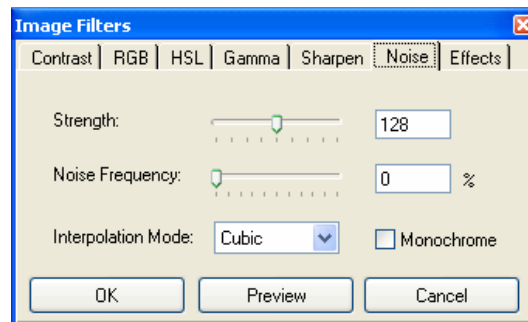 Image Filters
Contrast RGB HSL Gamma Sharpen Noise Effects
Strength: 128
Noise Frequency: 0 %
Interpolation Mode: Cubic Monochrome
OK Preview Cancel